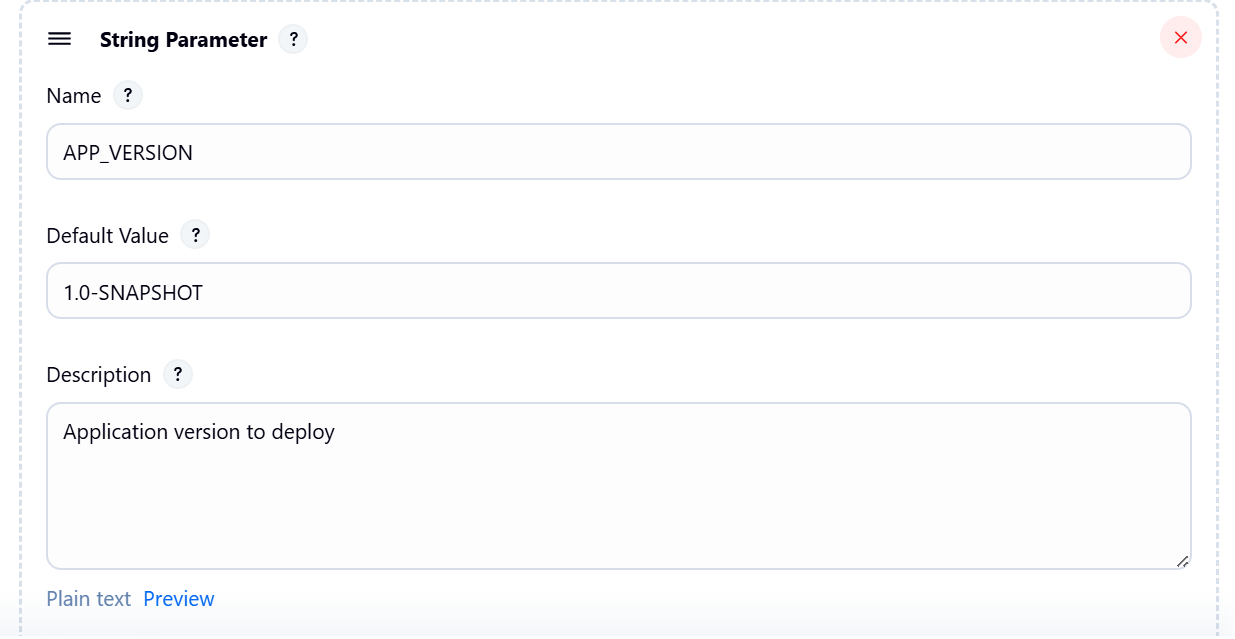 String Parameter ?
Name ?
APP_VERSION
Default Value ?
1.0-SNAPSHOT
Description ?
Application version to deploy
Plain text Preview